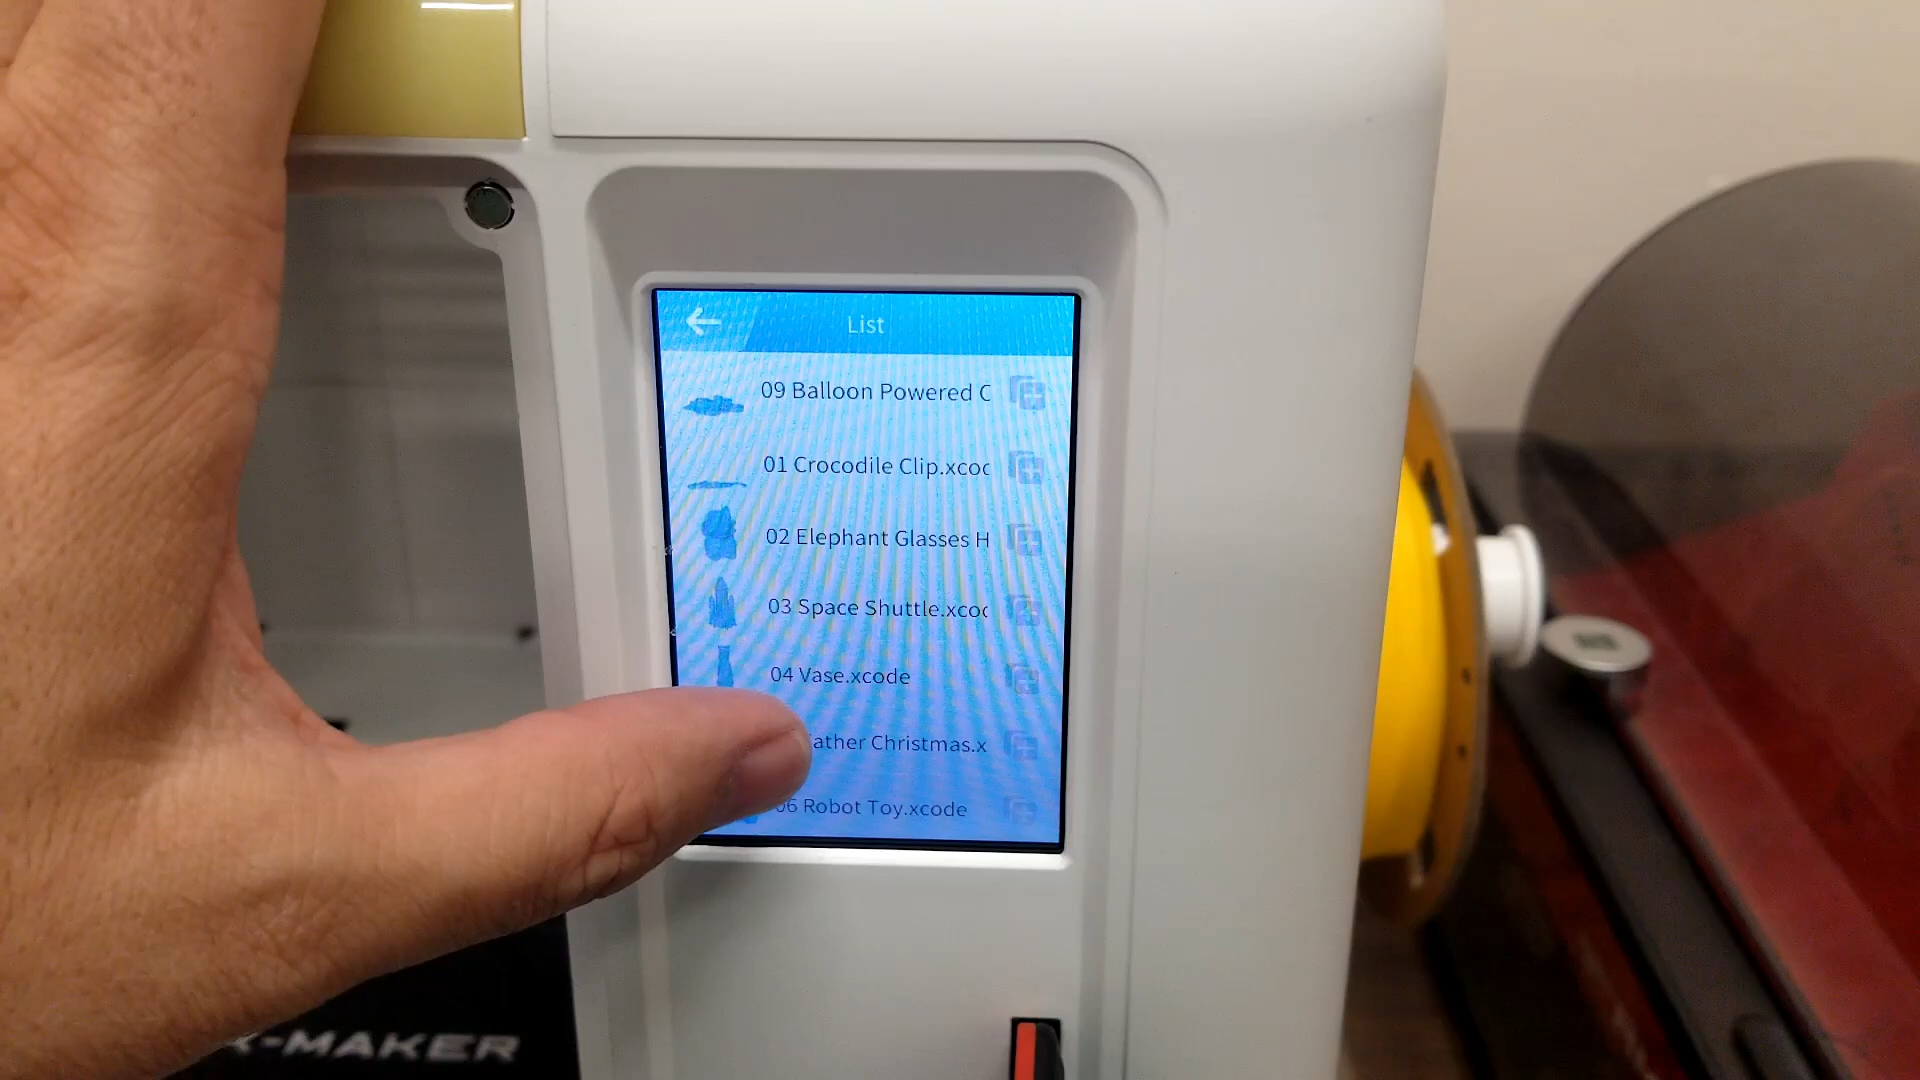 List
09 Balloon Powered C
01 Crocodile Clip.xcoc
02 Elephant Glasses H
03 Space Shuttle.xcoc
04 Vase.xcode
ather Christmas.x
06 Robot Toy.xcode
X-MAKER